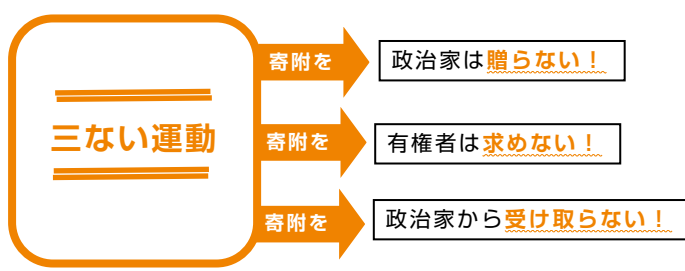 三ない運動
寄附を
政治家は贈らない！
寄附を
有権者は求めない！
寄附を
政治家から受け取らない！